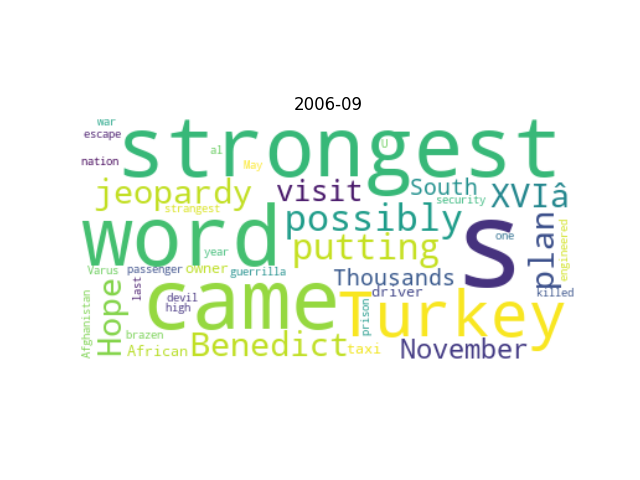 2006-09
war
strongest
escape
al
U
nation
May
jeopardy
visit
South
XVIâ
security
strangest
word
possibly
s
plan
engineered
putting
one
year
Varus
passenger
owner
guerrilla
Thousands
last
came
devil
driver
killed
high
Turkey
Hope
Afghanistan
prison
brazen
African
Benedict
taxi
November